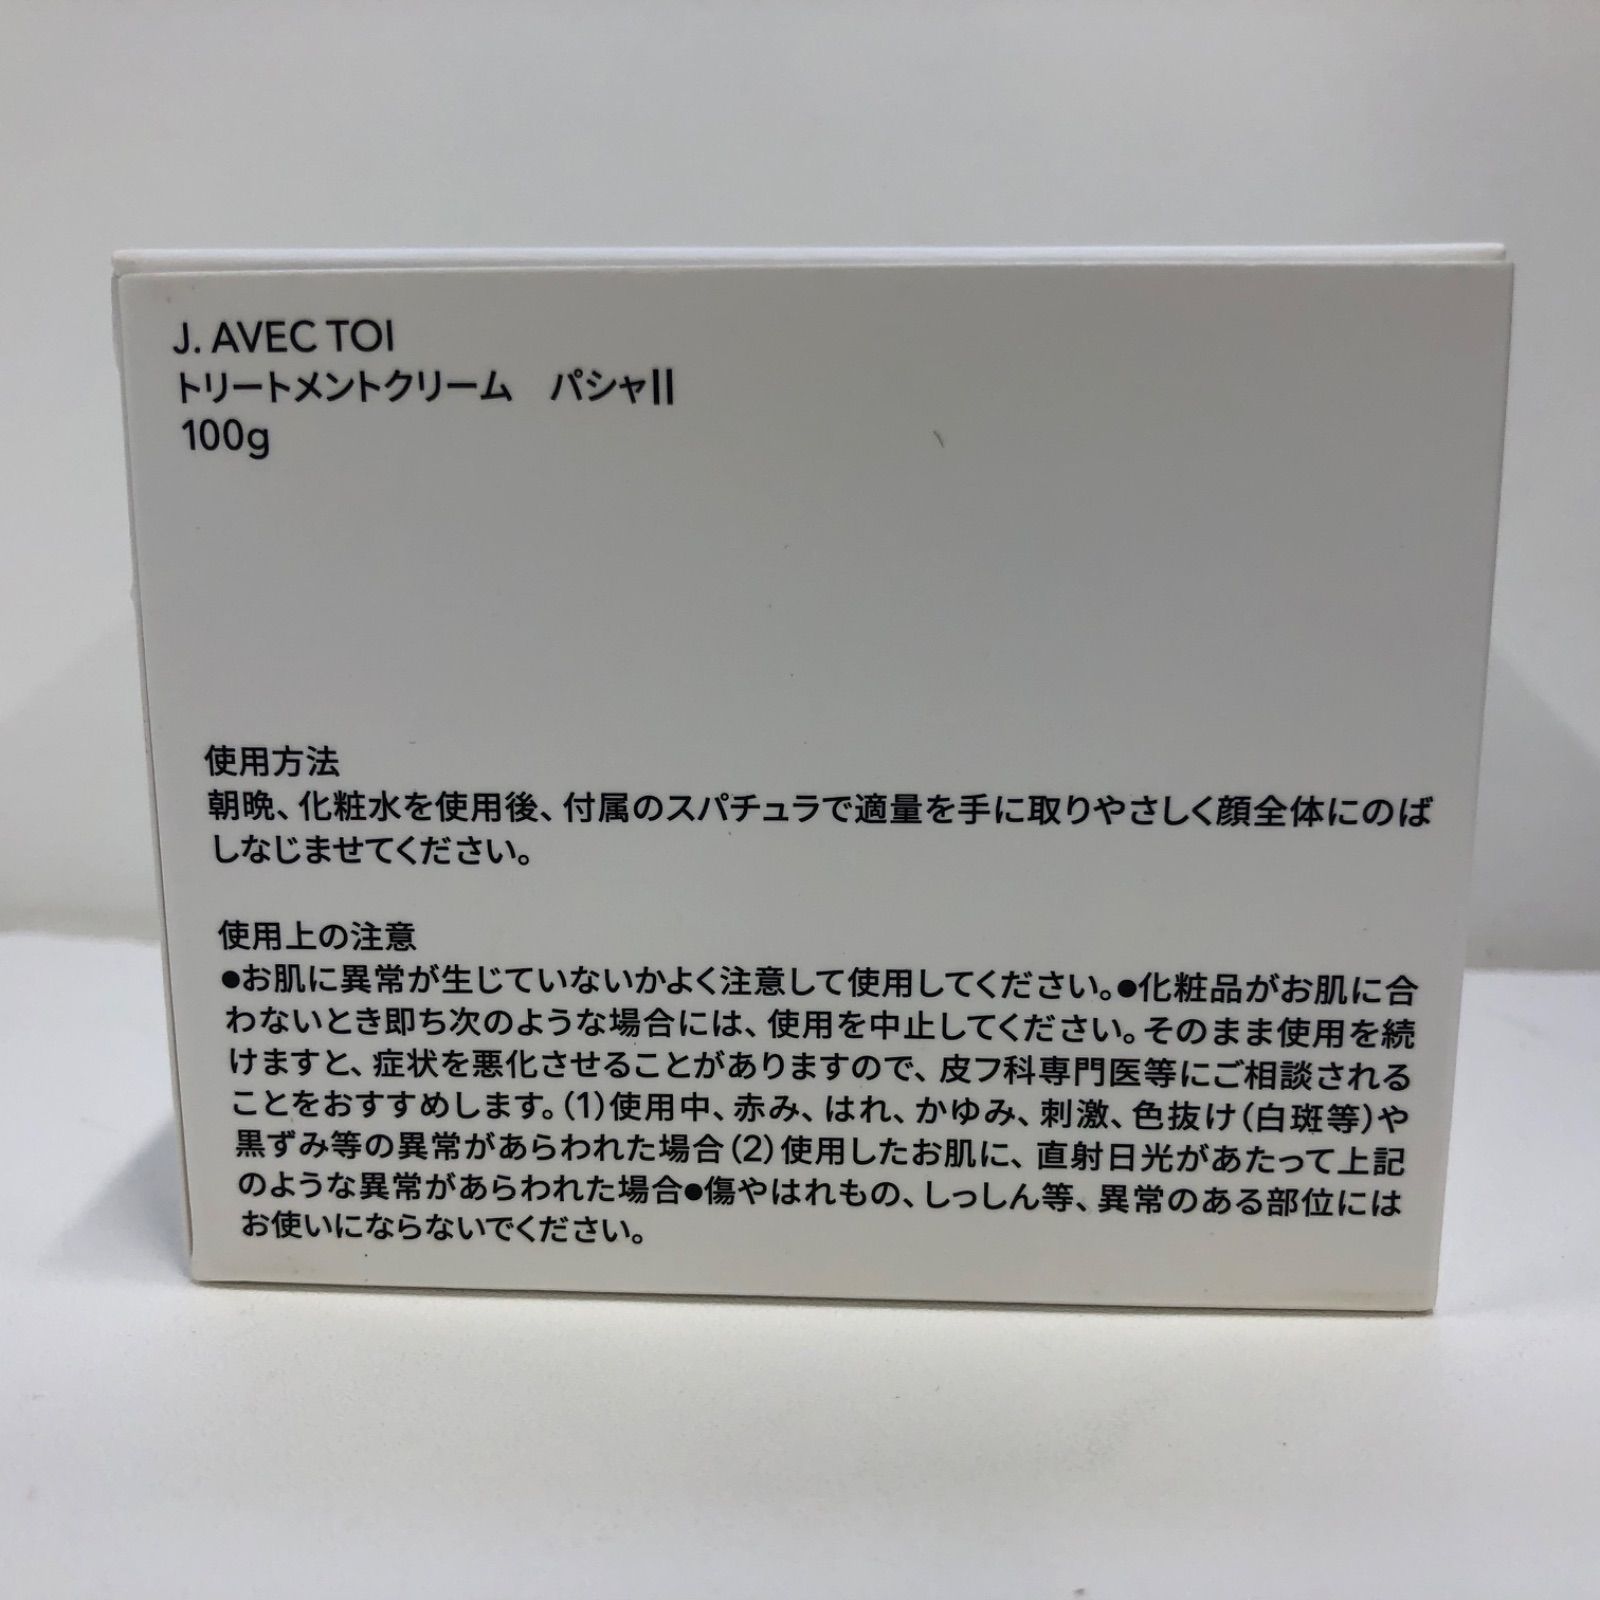 J. AVEC TOI
トリートメントクリーム　パシャII
100g
使用方法
朝晩、化粧水を使用後、付属のスパチュラで適量を手に取りやさしく顔全体にのば
しなじませてください。
使用上の注意
●お肌に異常が生じていないかよく注意して使用してください。●化粧品がお肌に合
わないとき即ち次のような場合には、使用を中止してください。そのまま使用を続
けますと、症状を悪化させることがありますので、皮フ科専門医等にご相談される
ことをおすすめします。(1)使用中、赤み、はれ、かゆみ、刺激、色抜け(白斑等)や
黒ずみ等の異常があらわれた場合(2)使用したお肌に、直射日光があたって上記
のような異常があらわれた場合●傷やはれもの、しっしん等、異常のある部位には
お使いにならないでください。